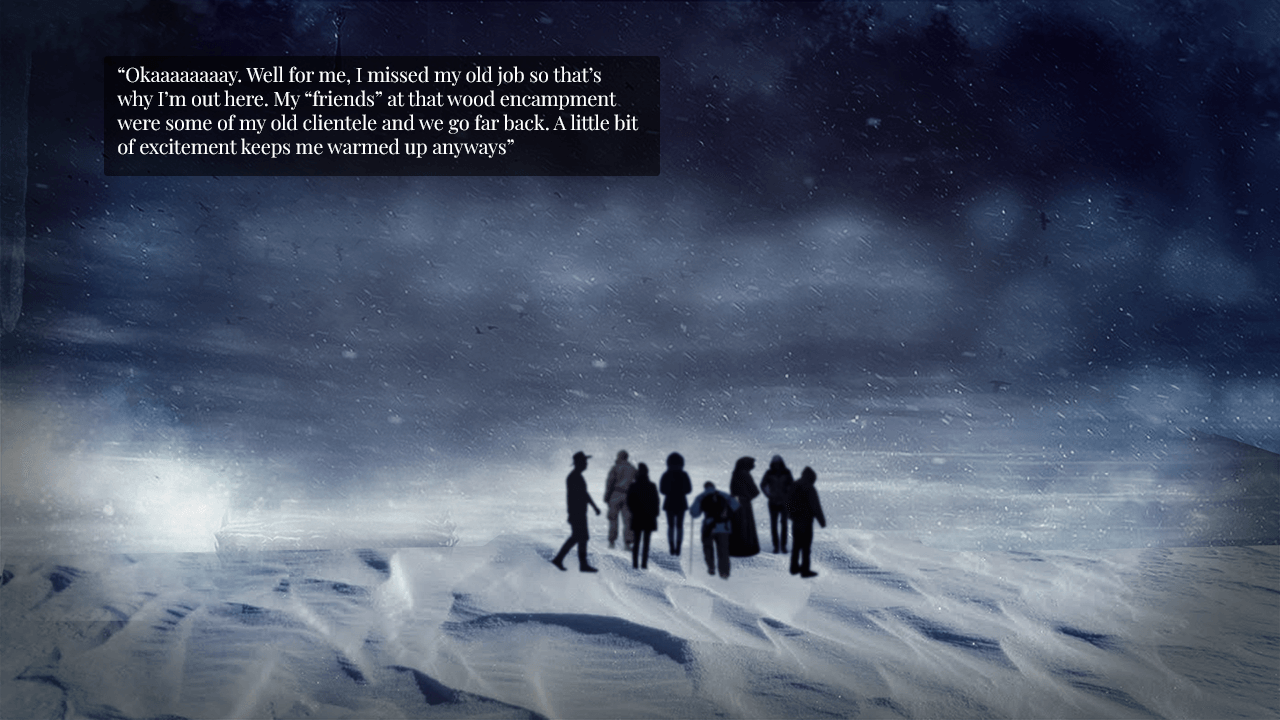 “Okaaaaaaaay. Well for me, I missed my old job so that’s
why I’m out here. My “friends” at that wood encampment
were some of my old clientele and we go far back. A little bit
of excitement keeps me warmed up anyways”